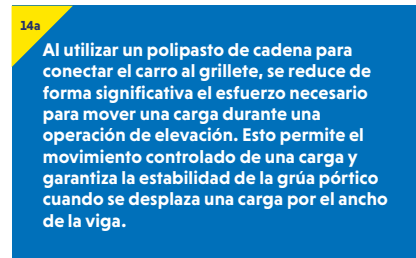 14a
Al utilizar un polipasto de cadena para
conectar el carro al grillete, se reduce de
forma significativa el esfuerzo necesario
para mover una carga durante una
operación de elevación. Esto permite el
movimiento controlado de una carga y
garantiza la estabilidad de la grúa pórtico
cuando se desplaza una carga por el ancho
de la viga.